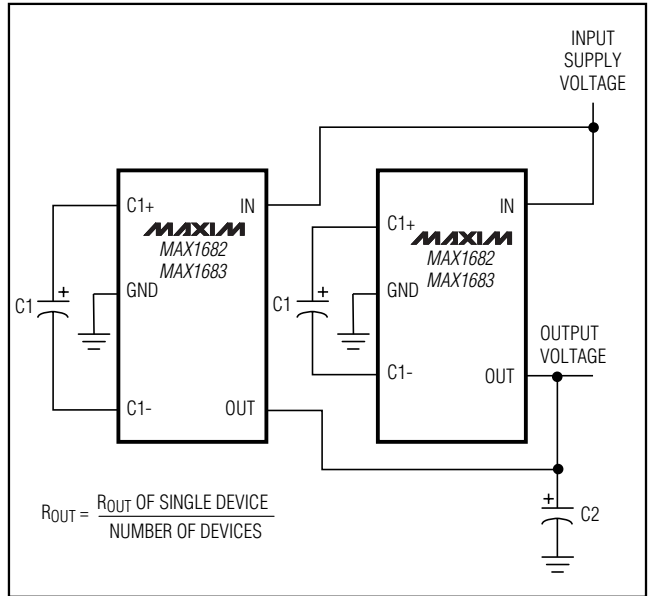 INPUT
SUPPLY
VOLTAGE
C1+
IN
MAXIM
MAX1682
MAX1683
GND
C1
+
C1-
OUT
C1+
IN
MAXIM
MAX1682
MAX1683
GND
C1
+
C1-
OUT
OUTPUT
VOLTAGE
+
C2
ROUT = ROUT OF SINGLE DEVICE
NUMBER OF DEVICES